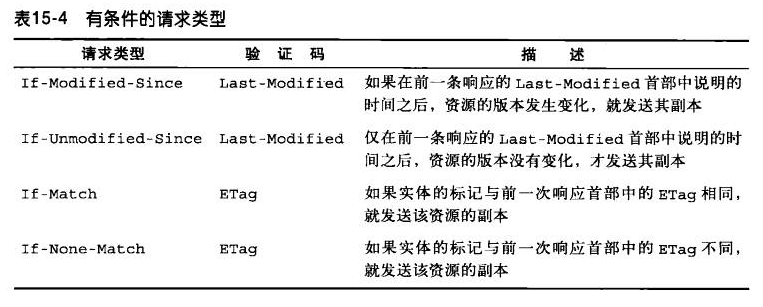 表15-4 有条件的请求类型
请求类型 验证码 描述
If-Modified-Since Last-Modified 如果在前一条响应的 Last-Modified 首部中说明的
时间之后，资源的版本发生变化，就发送其副本
If-Unmodified-Since Last-Modified 仅在前一条响应的 Last-Modified 首部中说明的时
间之后，资源的版本没有变化，才发送其副本
If-Match ETag 如果实体的标记与前一次响应首部中的 ETag 相同，
就发送该资源的副本
If-None-Match ETag 如果实体的标记与前一次响应首部中的 ETag 不同，
就发送该资源的副本